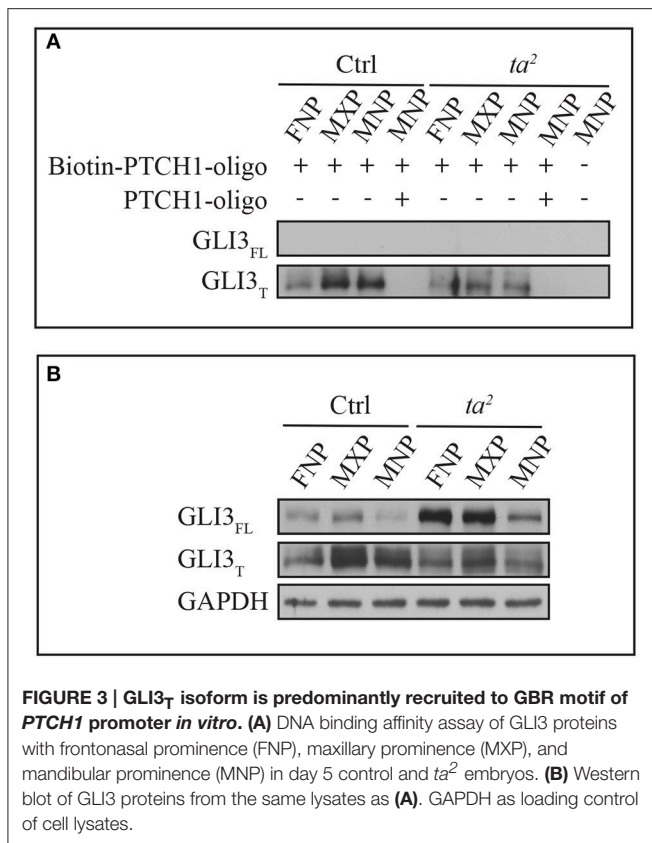 A
Ctrl ta²
FNP MXP MNP MNP FNP MXP MNP MNP MNP
Biotin-PTCH1-oligo + + + + + + + + -
PTCH1-oligo - - - + - - - + -
GLI3FL
GLI3T
B
Ctrl ta²
FNP MXP MNP FNP MXP MNP
GLI3FL
GLI3T
GAPDH
FIGURE 3 | GLI3T isoform is predominantly recruited to GBR motif of
PTCH1 promoter in vitro. (A) DNA binding affinity assay of GLI3 proteins
with frontonasal prominence (FNP), maxillary prominence (MXP), and
mandibular prominence (MNP) in day 5 control and ta² embryos. (B) Western
blot of GLI3 proteins from the same lysates as (A). GAPDH as loading control
of cell lysates.